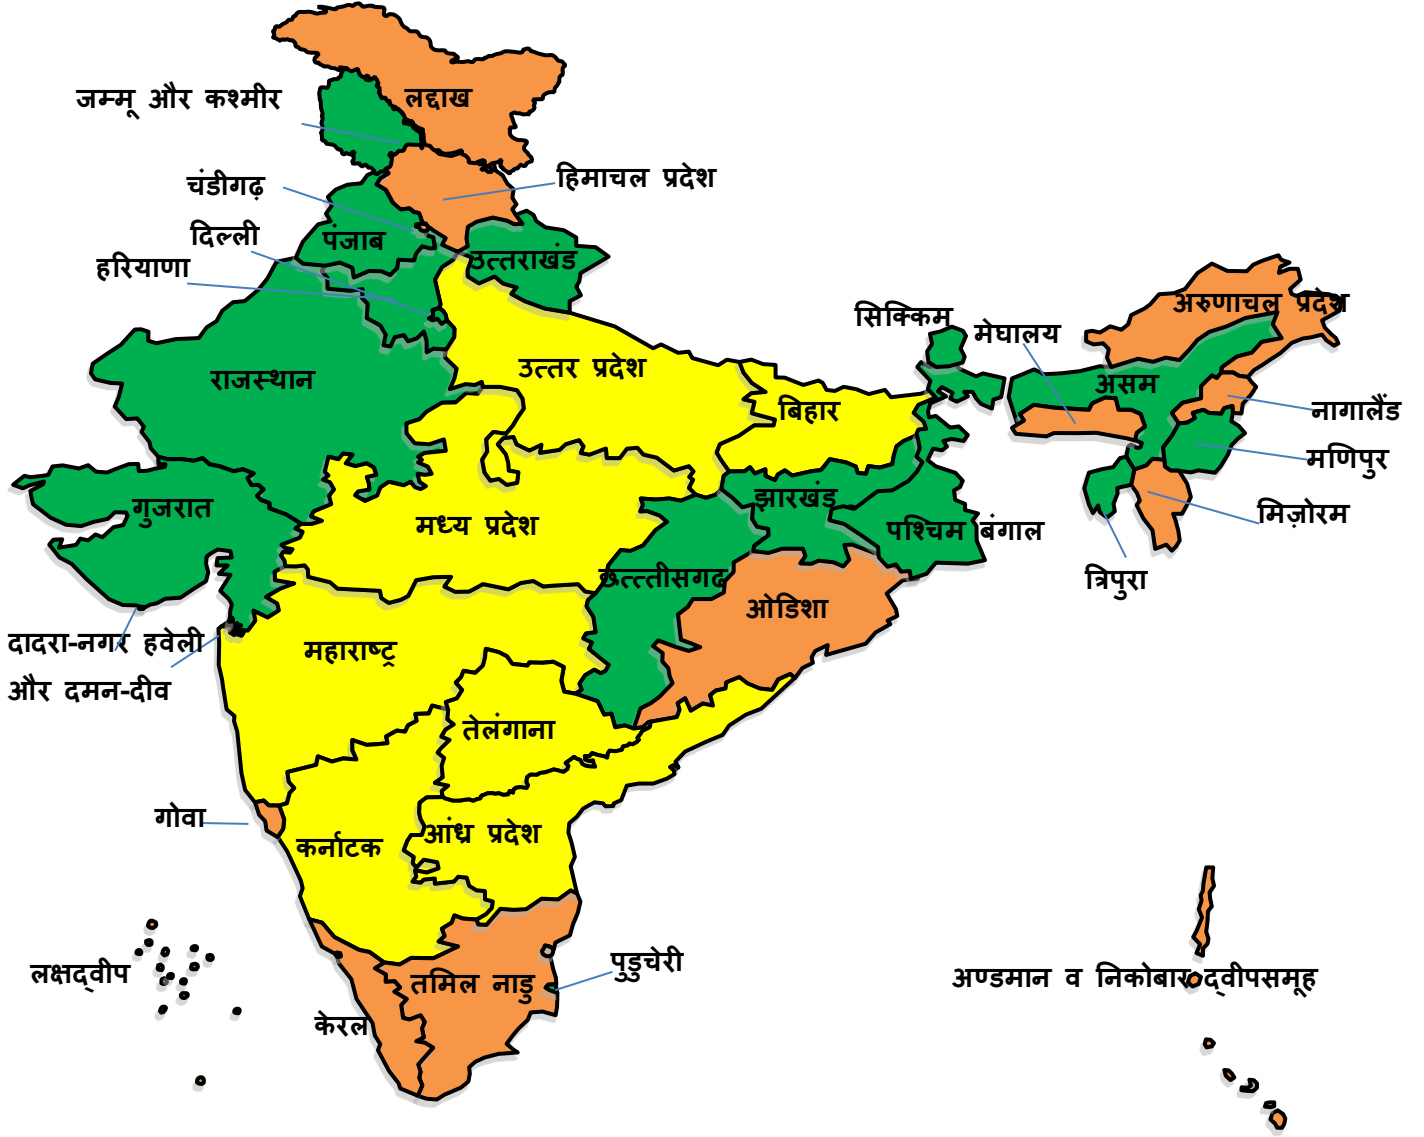 लद्दाख
जम्मू और कश्मीर
हिमाचल प्रदेश
चंडीगढ़
दिल्ली
पंजाब
हरियाणा
उत्तराखंड
सिक्किम
मेघालय
अरुणाचल प्रदेश
राजस्थान
उत्तर प्रदेश
असम
बिहार
नागालैंड
मणिपुर
गुजरात
झारखंड
मध्य प्रदेश
पश्चिम बंगाल
मिज़ोरम
त्रिपुरा
छत्त्तीसगढ
ओडिशा
दादरा-नगर हवेली
और दमन-दीव
महाराष्ट्र
तेलंगाना
गोवा
कर्नाटक
आंध्र प्रदेश
लक्षद्वीप
पुडुचेरी
तमिल नाडु
केरल
अण्डमान व निकोबार द्वीपसमूह